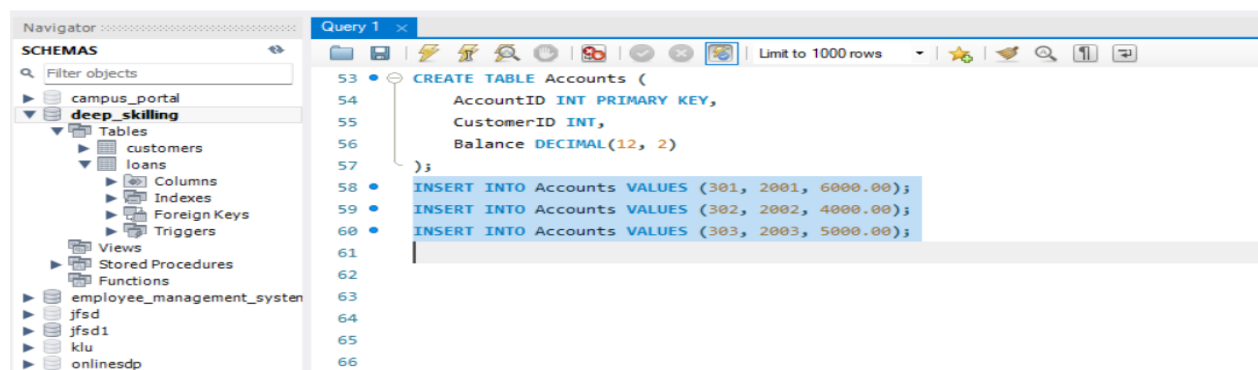 Navigator
SCHEMAS
Filter objects
campus_portal
deep_skilling
Tables
customers
loans
Columns
Indexes
Foreign Keys
Triggers
Views
Stored Procedures
Functions
employee_management_system
jfsd
jfsd1
klu
onlinesdp
Query 1
Limit to 1000 rows
53 CREATE TABLE Accounts (
54 AccountID INT PRIMARY KEY,
55 CustomerID INT,
56 Balance DECIMAL(12, 2)
57 );
58 INSERT INTO Accounts VALUES (301, 2001, 6000.00);
59 INSERT INTO Accounts VALUES (302, 2002, 4000.00);
60 INSERT INTO Accounts VALUES (303, 2003, 5000.00);
61
62
63
64
65
66